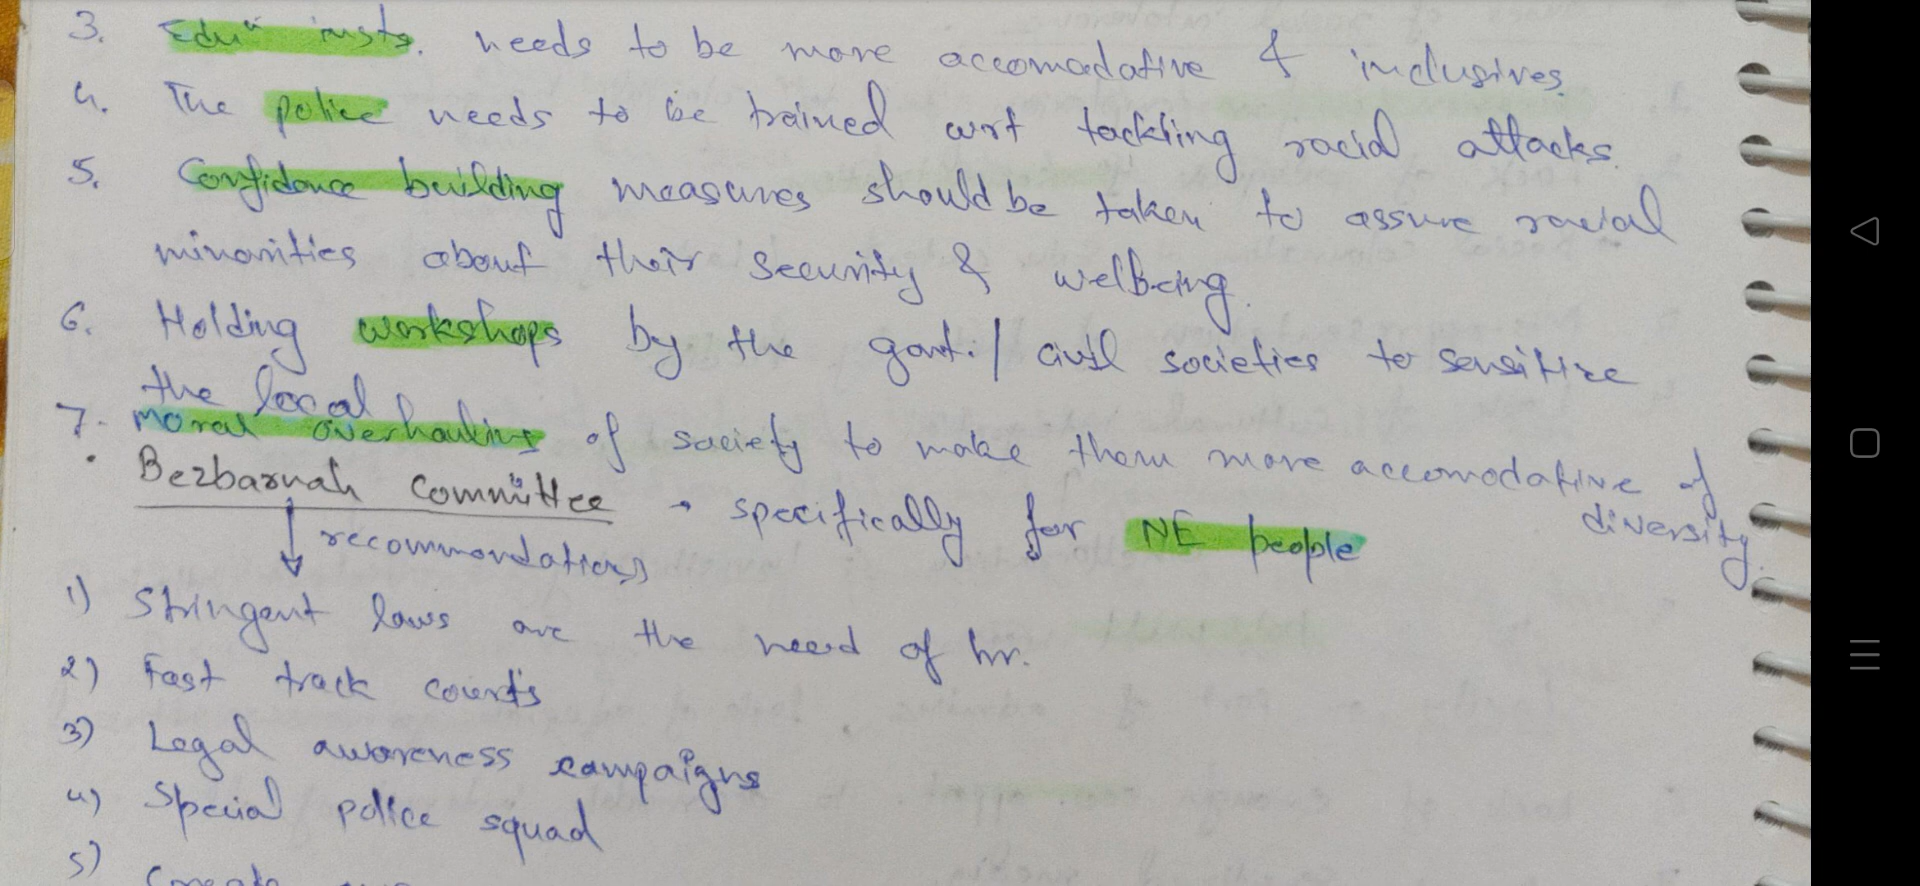 3. Eduⁿ insts. needs to be more accomodative & inclusives.
4. The police needs to be trained wrt tackling racial attacks.
5. Confidence building measures should be taken to assure racial
minorities about their security & welbeing.
6. Holding workshops by the govt. / civil societies to sensitize
the local
7. Moral overhauling of society to make them more accomodative of
diversity.
• Bezbaruah Committee → specifically for NE people
↓ recommendations
1) Stringent laws are the need of hr.
2) Fast track courts
3) Legal awareness campaigns
4) Special police squad
5)